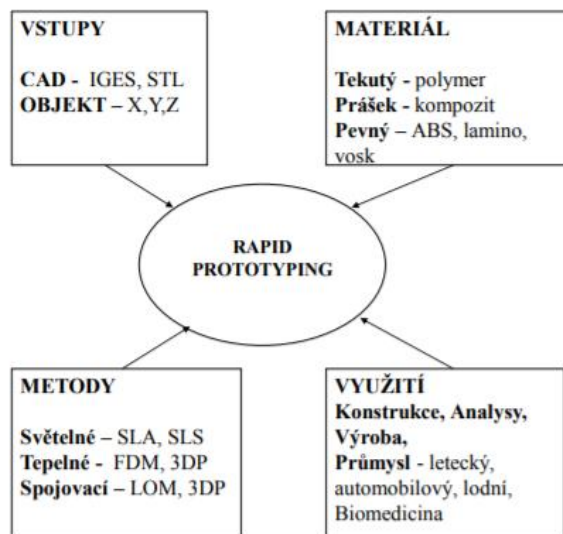 VSTUPY
CAD - IGES, STL
OBJEKT – X,Y,Z
MATERIÁL
Tekutý - polymer
Prášek - kompozit
Pevný – ABS, lamino,
vosk
RAPID
PROTOTYPING
METODY
Světelné – SLA, SLS
Tepelné - FDM, 3DP
Spojovací – LOM, 3DP
VYUŽITÍ
Konstrukce, Analysy,
Výroba,
Průmysl - letecký,
automobilový, lodní,
Biomedicina